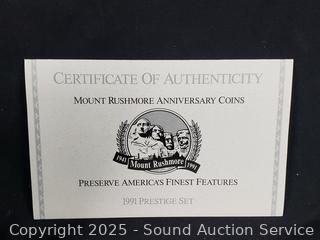 CERTIFICATE OF AUTHENTICITY
MOUNT RUSHMORE ANNIVERSARY COINS
1941 Mount Rushmore 1991
PRESERVE AMERICA'S FINEST FEATURES
1991 PRESTIGE SET
Copyright 2025 - Sound Auction Service